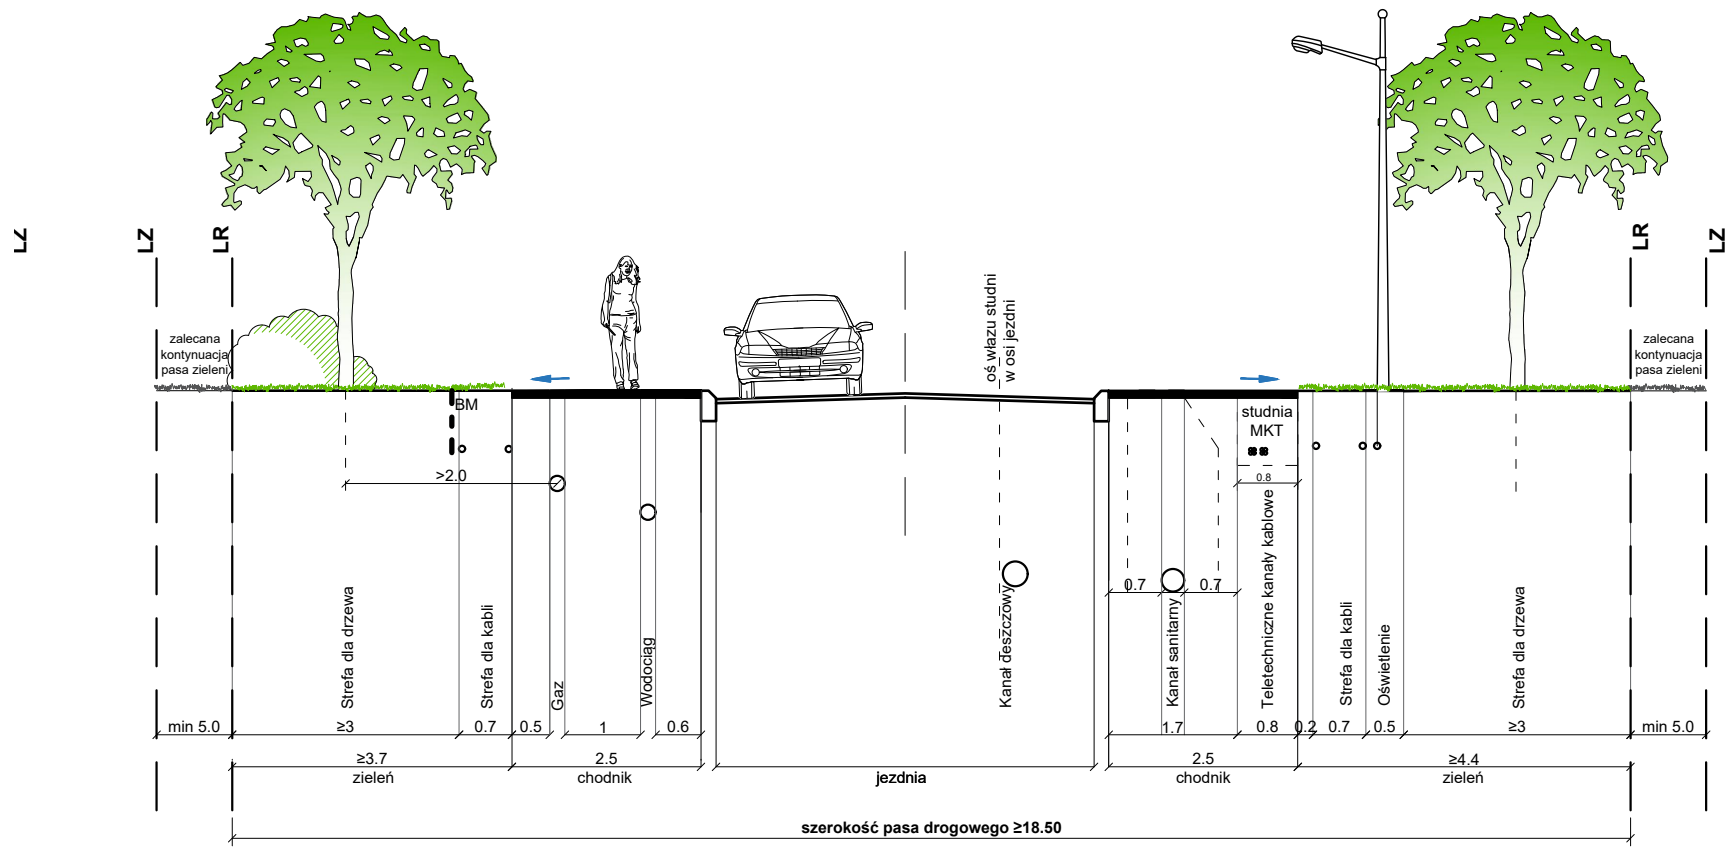 LZ
LZ
LR
LR
LZ
oś włazu studni
w osi jezdni
zalecana
kontynuacja
pasa zieleni
zalecana
kontynuacja
pasa zieleni
BM
studnia
MKT
>2.0
0.8
0.7
0.7
Strefa dla drzewa
Strefa dla kabli
Gaz
Wodociąg
Kanał deszczowy
Kanał sanitarny
Teletechniczne kanały kablowe
Strefa dla kabli
Oświetlenie
Strefa dla drzewa
min 5.0
≥3
0.7
0.5
1
0.6
1.7
0.8
0.2
0.7
0.5
≥3
min 5.0
≥3.7
2.5
2.5
≥4.4
zieleń
chodnik
jezdnia
chodnik
zieleń
szerokość pasa drogowego ≥18.50